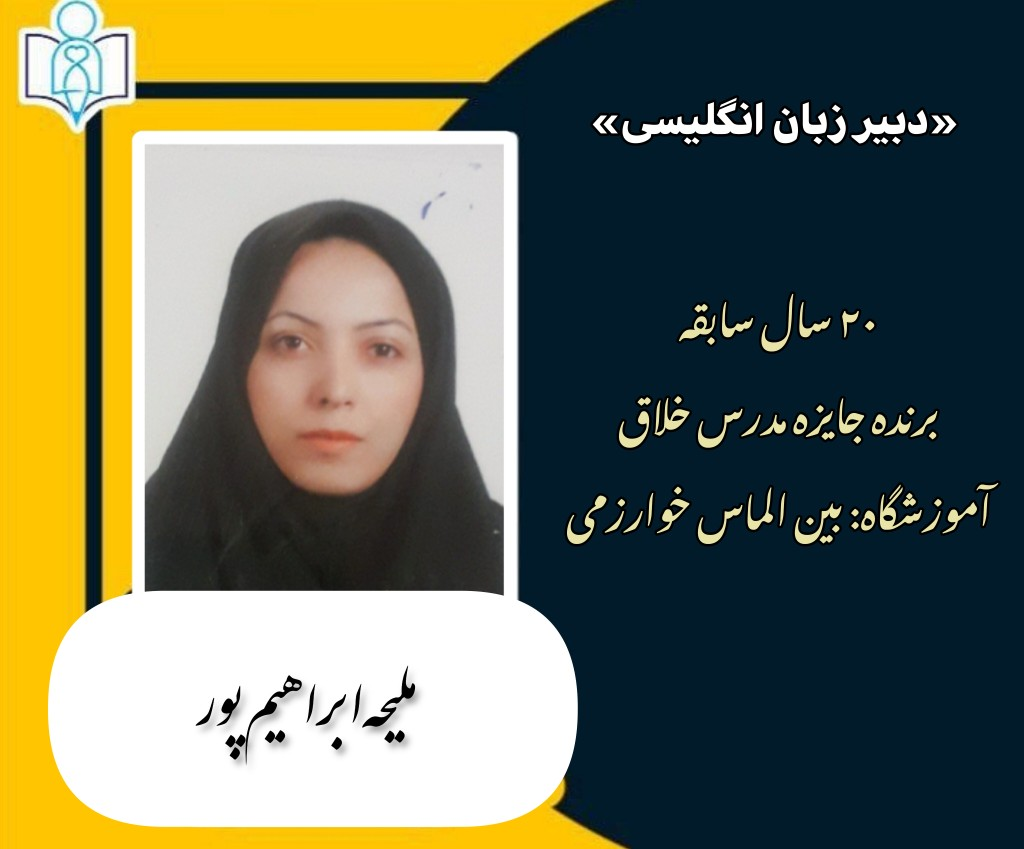 «دبیر زبان انگلیسی»
۲۰ سال سابقه
برنده جایزه مدرس خلاق
آموزشگاه: بین الماس خوارزمی
ملیحه ابراهیم پور